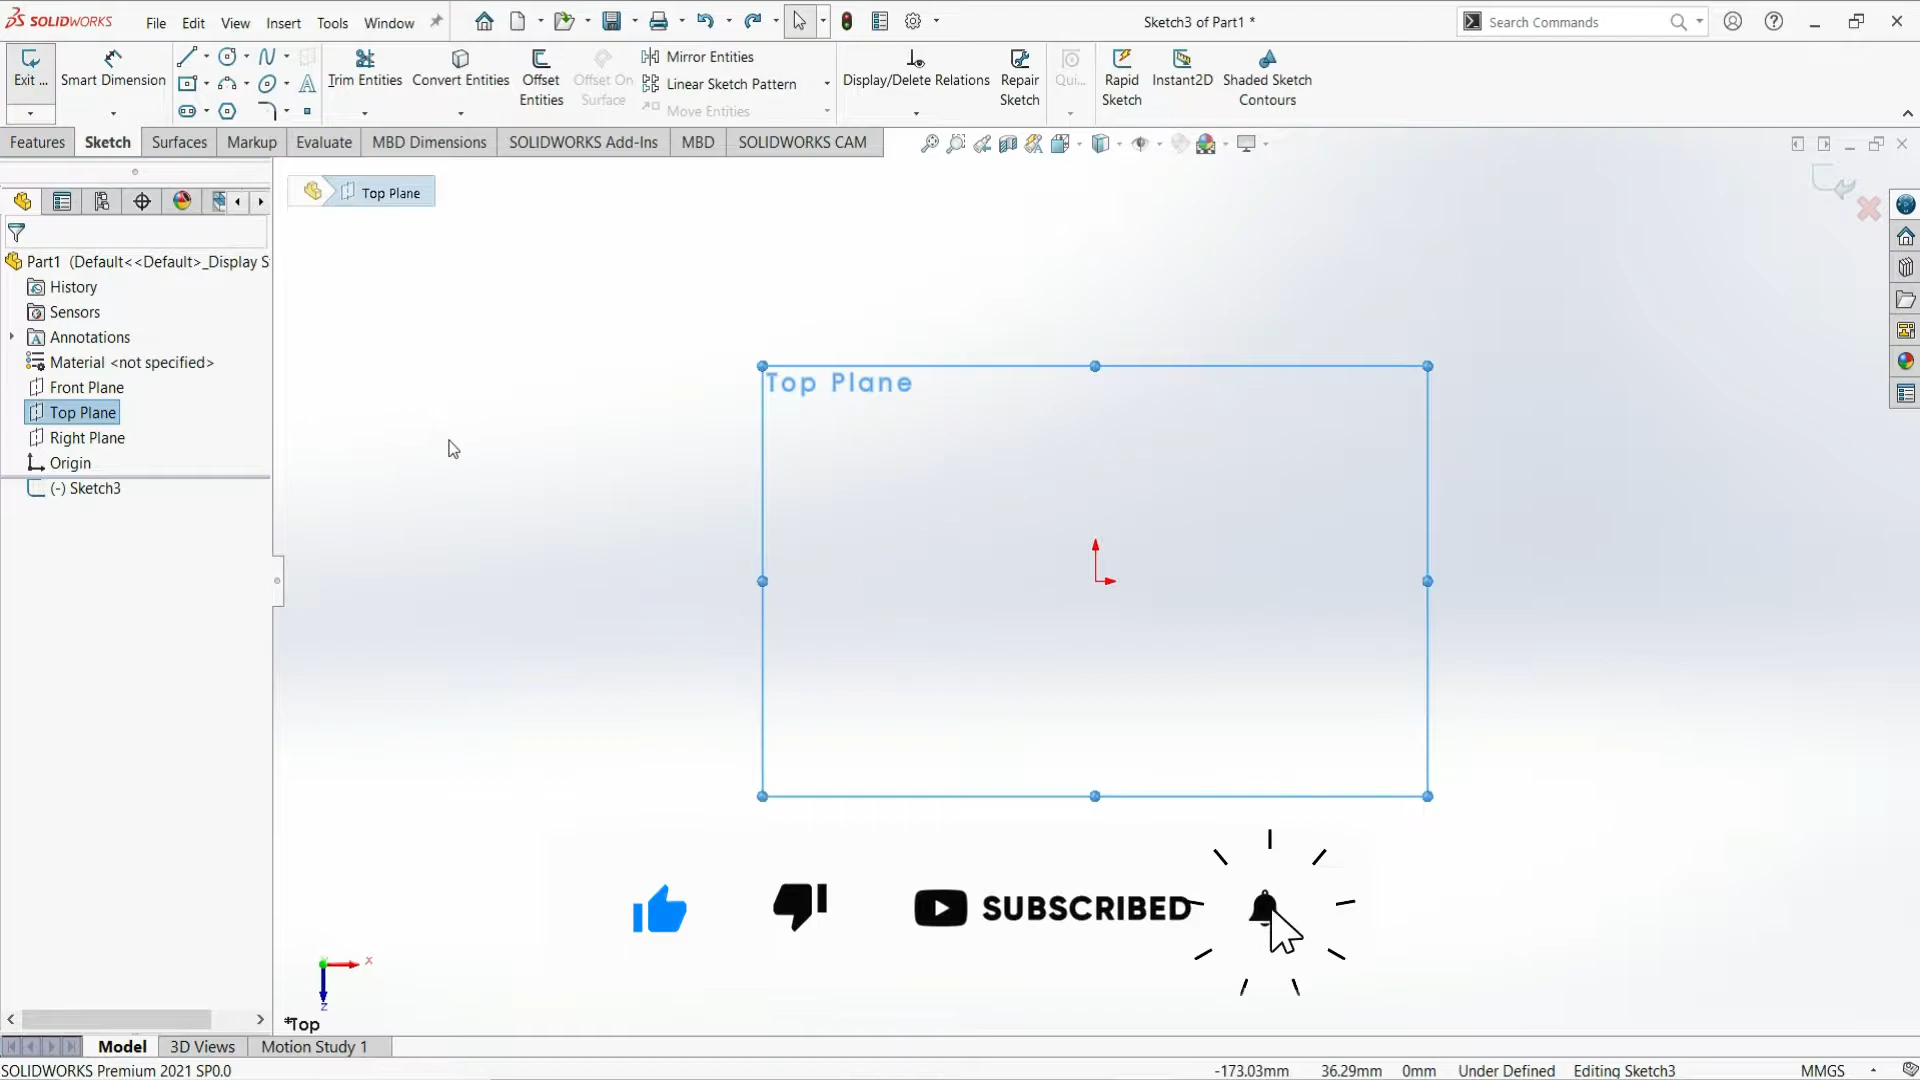 SOLIDWORKS File Edit View Insert Tools Window Sketch3 of Part1 * Search Commands
Exit ... Smart Dimension Trim Entities Convert Entities Offset Entities Offset On Surface Mirror Entities Linear Sketch Pattern Move Entities Display/Delete Relations Repair Sketch Qui... Rapid Sketch Instant2D Shaded Sketch Contours
Features Sketch Surfaces Markup Evaluate MBD Dimensions SOLIDWORKS Add-Ins MBD SOLIDWORKS CAM
Top Plane
Part1 (Default<<Default>_Display S
History
Sensors
Annotations
Material <not specified>
Front Plane
Top Plane
Right Plane
Origin
(-) Sketch3
Top Plane
SUBSCRIBED
X
Z
*Top
Model 3D Views Motion Study 1
SOLIDWORKS Premium 2021 SP0.0 -173.03mm 36.29mm 0mm Under Defined Editing Sketch3 MMGS